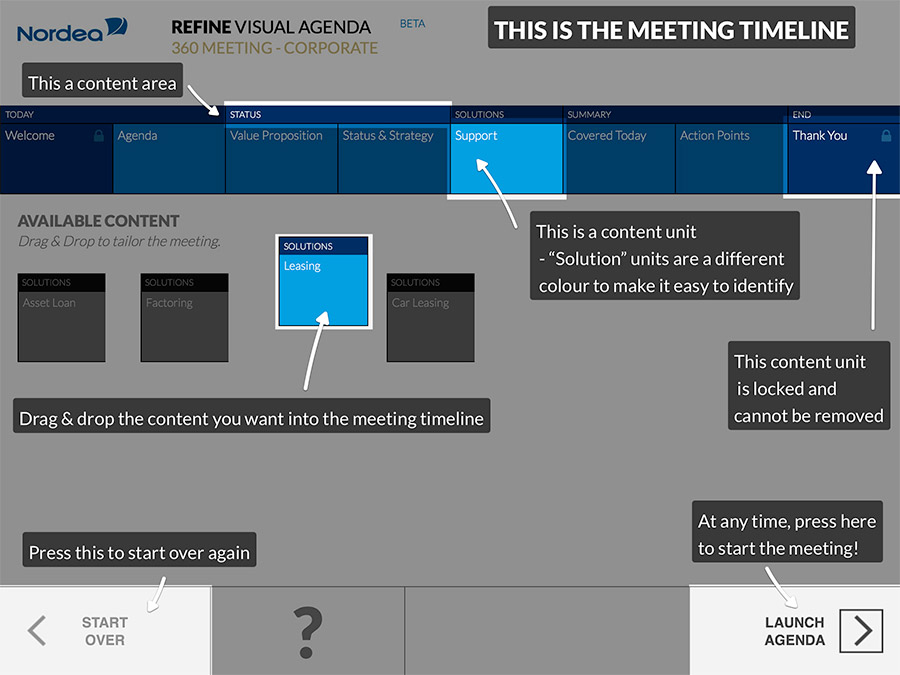 Nordea
REFINE VISUAL AGENDA
BETA
360 MEETING - CORPORATE
THIS IS THE MEETING TIMELINE
This a content area
TODAY
STATUS
SOLUTIONS
SUMMARY
END
Welcome
Agenda
Value Proposition
Status & Strategy
Support
Covered Today
Action Points
Thank You
AVAILABLE CONTENT
Drag & Drop to tailor the meeting.
This is a content unit
- “Solution” units are a different
colour to make it easy to identify
SOLUTIONS
Asset Loan
SOLUTIONS
Factoring
SOLUTIONS
Leasing
SOLUTIONS
Car Leasing
This content unit
is locked and
cannot be removed
Drag & drop the content you want into the meeting timeline
At any time, press here
to start the meeting!
Press this to start over again
START
OVER
?
LAUNCH
AGENDA